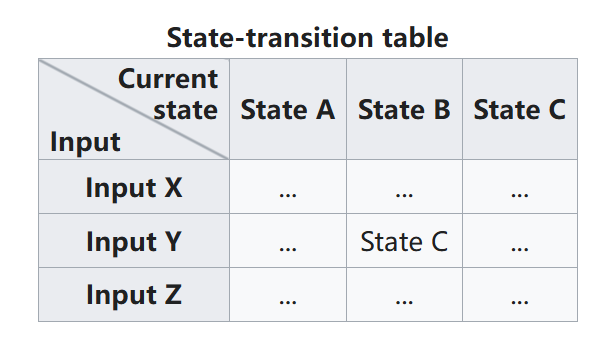 State-transition table
Current
state
Input
State A State B State C
Input X ... ... ...
Input Y ... State C ...
Input Z ... ... ...